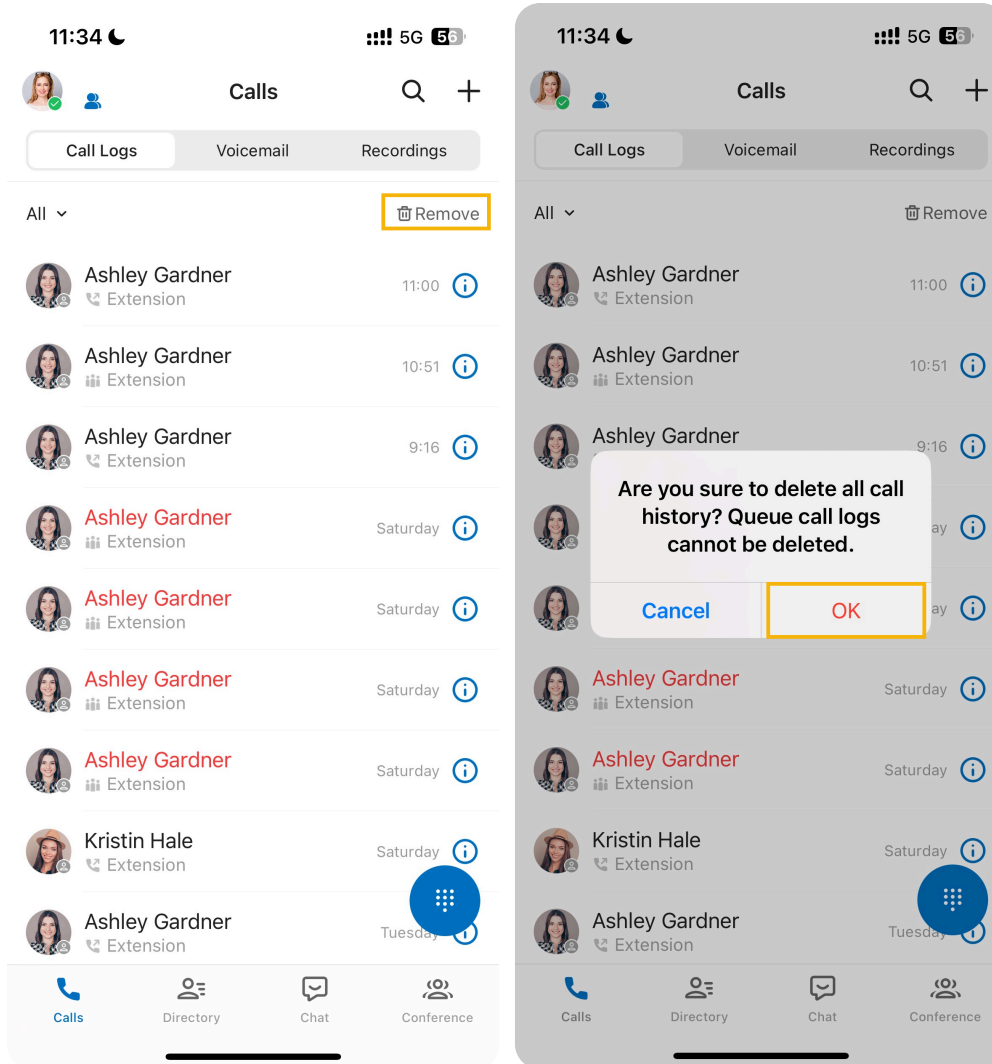 11:34
5G 56
Calls
Call Logs Voicemail Recordings
All
Remove
Ashley Gardner
Extension
11:00
Ashley Gardner
Extension
10:51
Ashley Gardner
Extension
9:16
Ashley Gardner
Extension
Saturday
Ashley Gardner
Extension
Saturday
Ashley Gardner
Extension
Saturday
Ashley Gardner
Extension
Saturday
Kristin Hale
Extension
Saturday
Ashley Gardner
Extension
Tuesday
Calls Directory Chat Conference
11:34
5G 56
Calls
Call Logs Voicemail Recordings
All
Remove
Ashley Gardner
Extension
11:00
Ashley Gardner
Extension
10:51
Ashley Gardner
9:16
Are you sure to delete all call
history? Queue call logs
cannot be deleted.
Cancel OK
ay
ay
Ashley Gardner
Extension
Saturday
Ashley Gardner
Extension
Saturday
Kristin Hale
Extension
Saturday
Ashley Gardner
Extension
Tuesday
Calls Directory Chat Conference